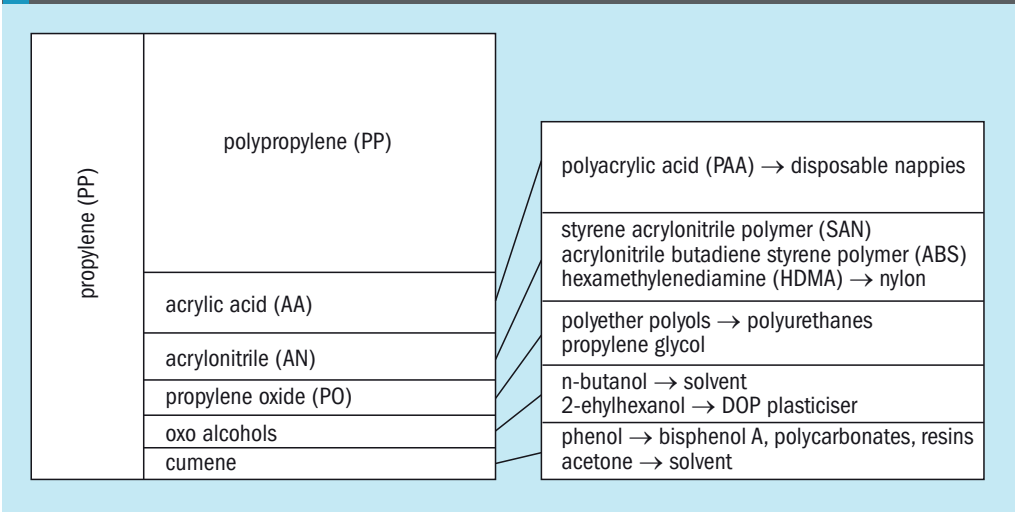 propylene (PP)
polypropylene (PP)
acrylic acid (AA)
acrylonitrile (AN)
propylene oxide (PO)
oxo alcohols
cumene
polyacrylic acid (PAA) → disposable nappies
styrene acrylonitrile polymer (SAN)
acrylonitrile butadiene styrene polymer (ABS)
hexamethylenediamine (HDMA) → nylon
polyether polyols → polyurethanes
propylene glycol
n-butanol → solvent
2-ehylhexanol → DOP plasticiser
phenol → bisphenol A, polycarbonates, resins
acetone → solvent